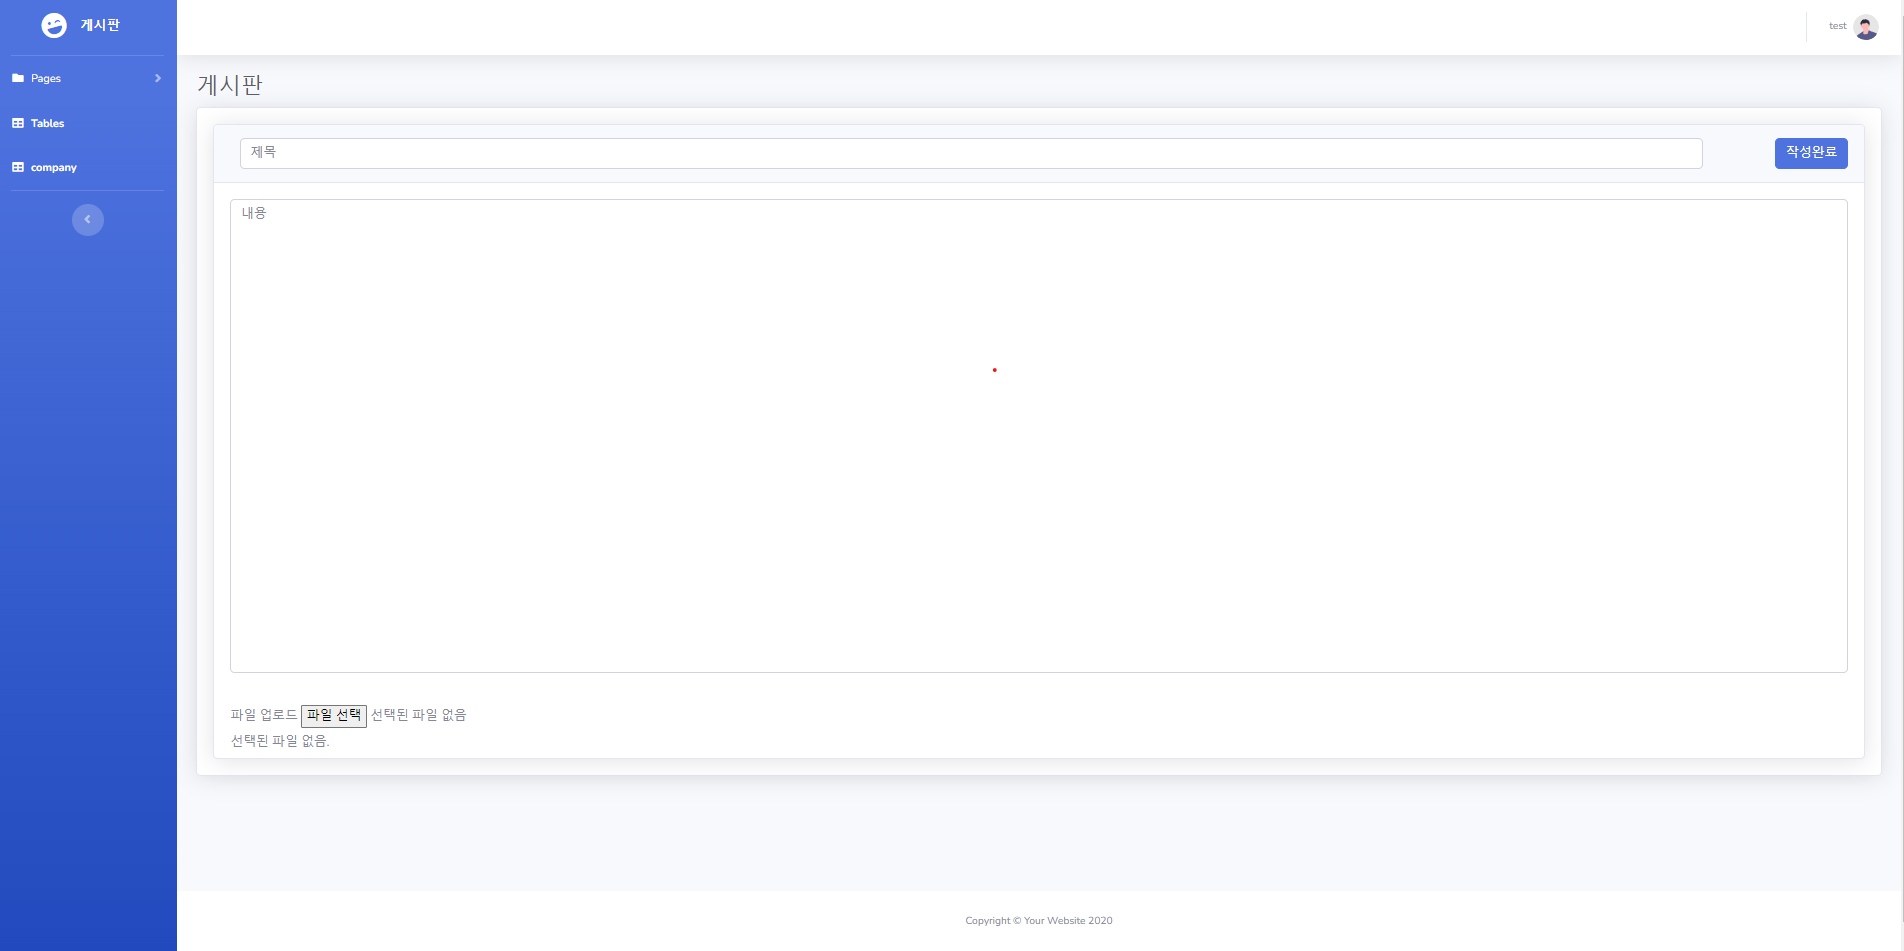 게시판
Pages
Tables
company
test
게시판
제목
작성완료
내용
파일 업로드 파일 선택 선택된 파일 없음
선택된 파일 없음.
Copyright © Your Website 2020